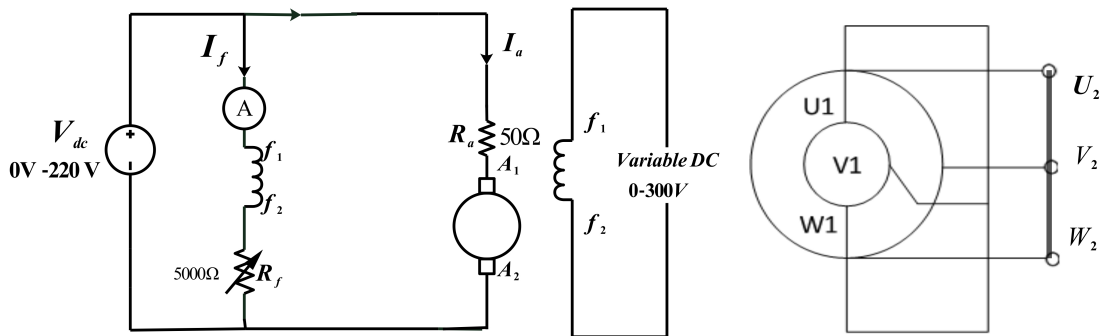 I_f
I_a
A
V_dc
0V -220 V
f_1
f_2
5000Ω
R_f
R_a
50Ω
A_1
A_2
f_1
f_2
Variable DC
0-300V
U1
V1
W1
U_2
V_2
W_2